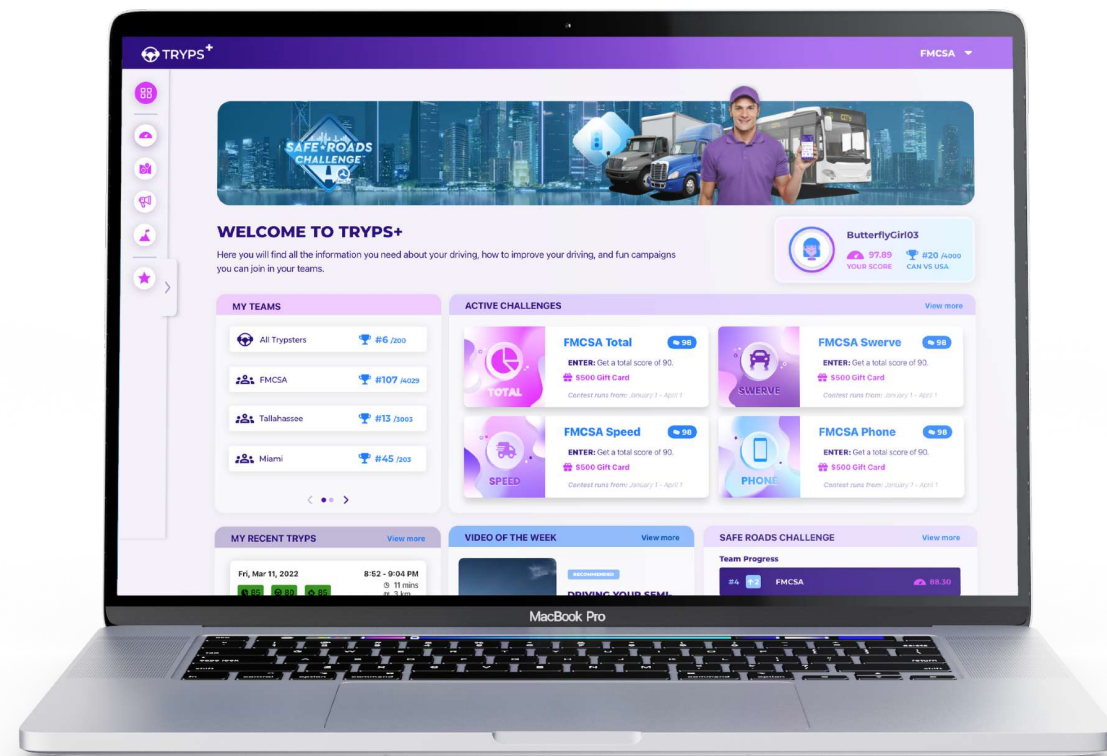 TRYPS+
FMCSA
SAFE ROADS
CHALLENGE
WELCOME TO TRYPS+
Here you will find all the information you need about your driving, how to improve your driving, and fun campaigns
you can join in your teams.
ButterflyGirl03
97.89
YOUR SCORE
#20 /4000
CAN VS USA
MY TEAMS
All Trypsters #6 /200
FMCSA #107 /4029
Tallahassee #13 /3003
Miami #45 /203
ACTIVE CHALLENGES
View more
TOTAL
FMCSA Total 98
ENTER: Get a total score of 90.
$500 Gift Card
Contest runs from: January 1 - April 1
SWERVE
FMCSA Swerve 98
ENTER: Get a total score of 90.
$500 Gift Card
Contest runs from: January 1 - April 1
SPEED
FMCSA Speed 98
ENTER: Get a total score of 90.
$500 Gift Card
Contest runs from: January 1 - April 1
PHONE
FMCSA Phone 98
ENTER: Get a total score of 90.
$500 Gift Card
Contest runs from: January 1 - April 1
MY RECENT TRYPS View more
Fri, Mar 11, 2022 8:52 - 9:04 PM
11 mins
85 80 85
3 km
VIDEO OF THE WEEK View more
RECOMMENDED
DRIVING YOUR SEMI-
SAFE ROADS CHALLENGE View more
Team Progress
#4 2 FMCSA 88.30
MacBook Pro